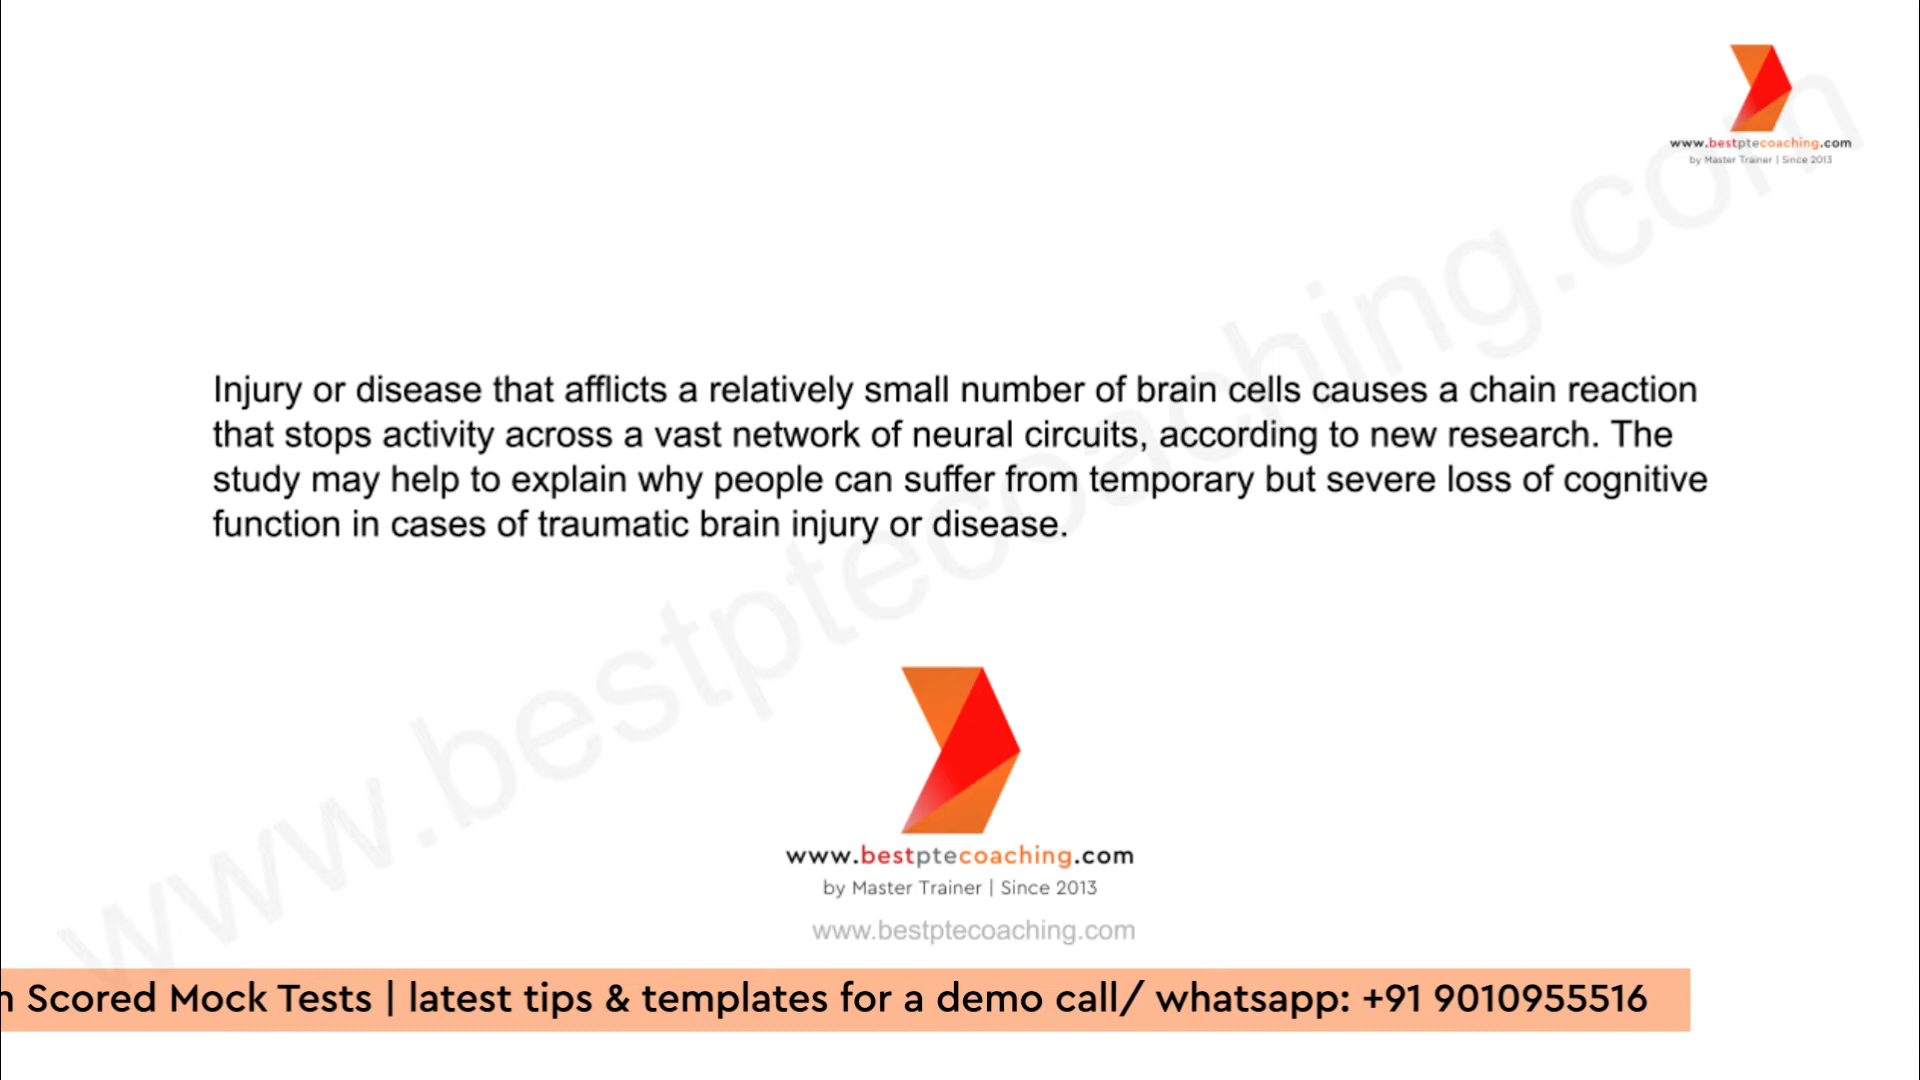 www.bestptecoaching.com
by Master Trainer | Since 2013
Injury or disease that afflicts a relatively small number of brain cells causes a chain reaction
that stops activity across a vast network of neural circuits, according to new research. The
study may help to explain why people can suffer from temporary but severe loss of cognitive
function in cases of traumatic brain injury or disease.
www.bestptecoaching.com
www.bestptecoaching.com
by Master Trainer | Since 2013
www.bestptecoaching.com
Scored Mock Tests | latest tips & templates for a demo call/ whatsapp: +91 9010955516